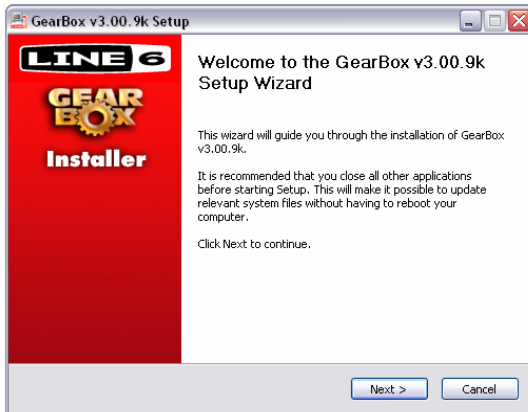 GearBox v3.00.9k Setup
LINE 6
GEAR
BOX
Installer
Welcome to the GearBox v3.00.9k
Setup Wizard
This wizard will guide you through the installation of GearBox
v3.00.9k.
It is recommended that you close all other applications
before starting Setup. This will make it possible to update
relevant system files without having to reboot your
computer.
Click Next to continue.
Next >
Cancel